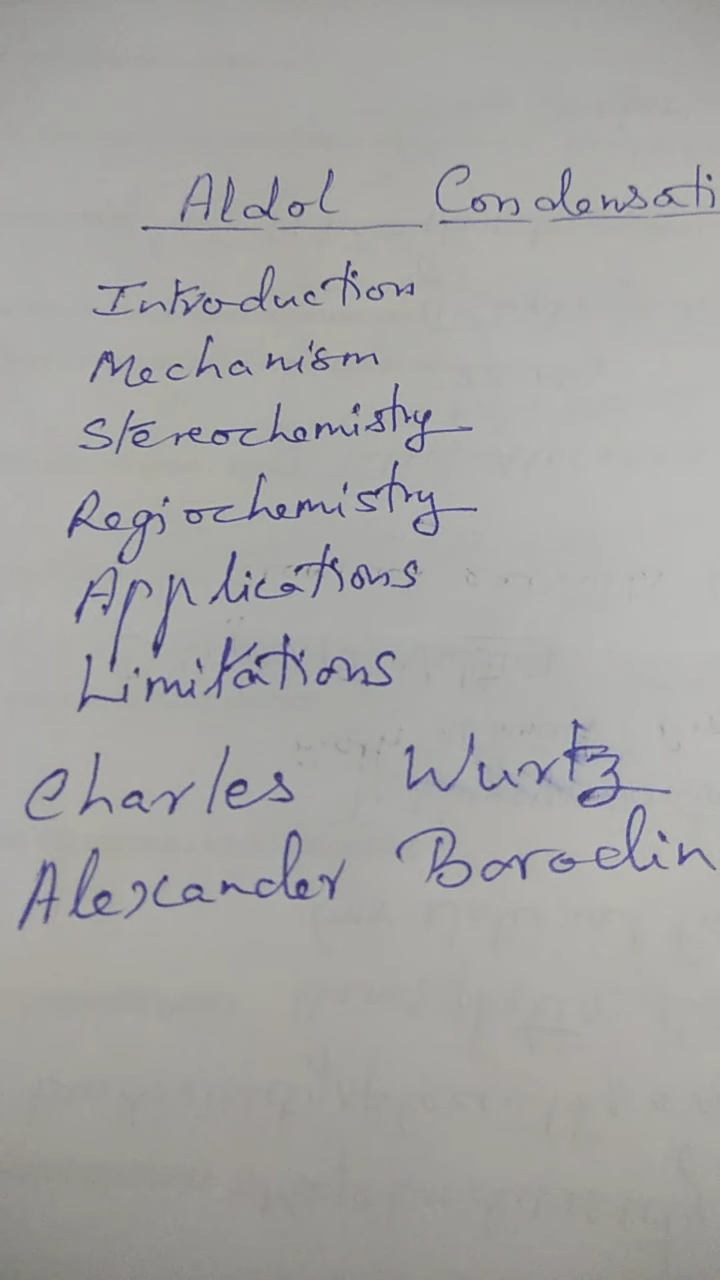 Aldol Condensati
Introduction
Mechanism
Stereochemistry
Regiochemistry
Applications
Limitations
Charles Wurtz
Alexander Borodin